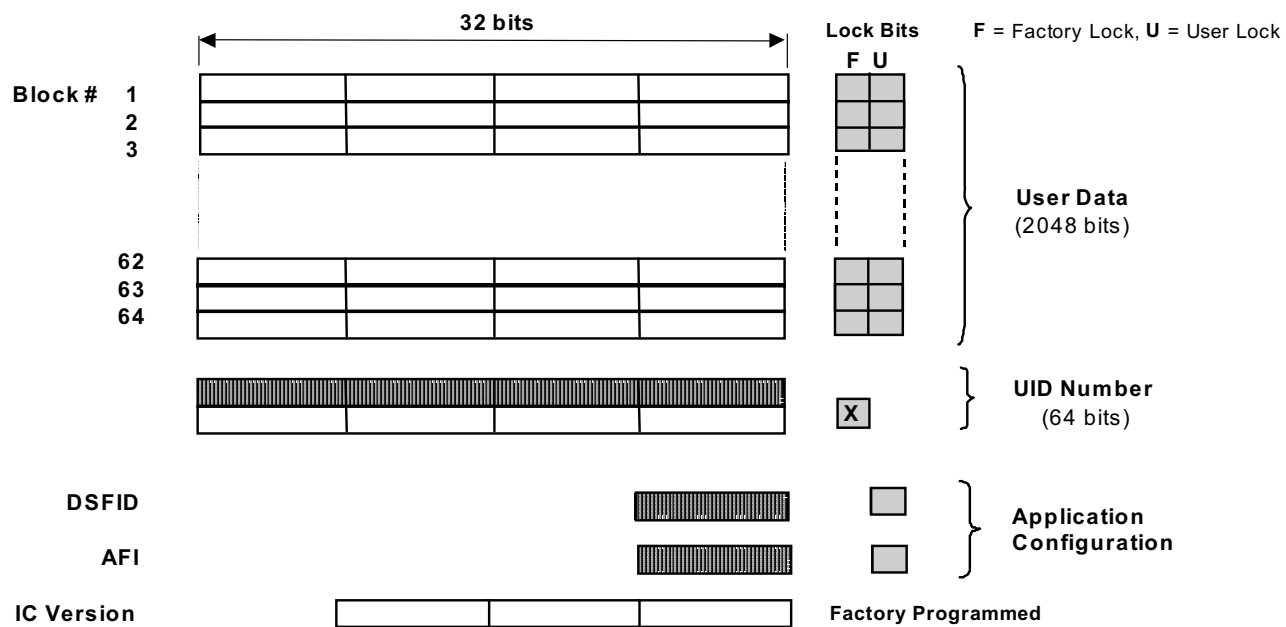 32 bits
Lock Bits
F = Factory Lock, U = User Lock
F U
Block # 1
2
3
User Data
(2048 bits)
62
63
64
UID Number
(64 bits)
X
DSFID
AFI
Application
Configuration
IC Version
Factory Programmed